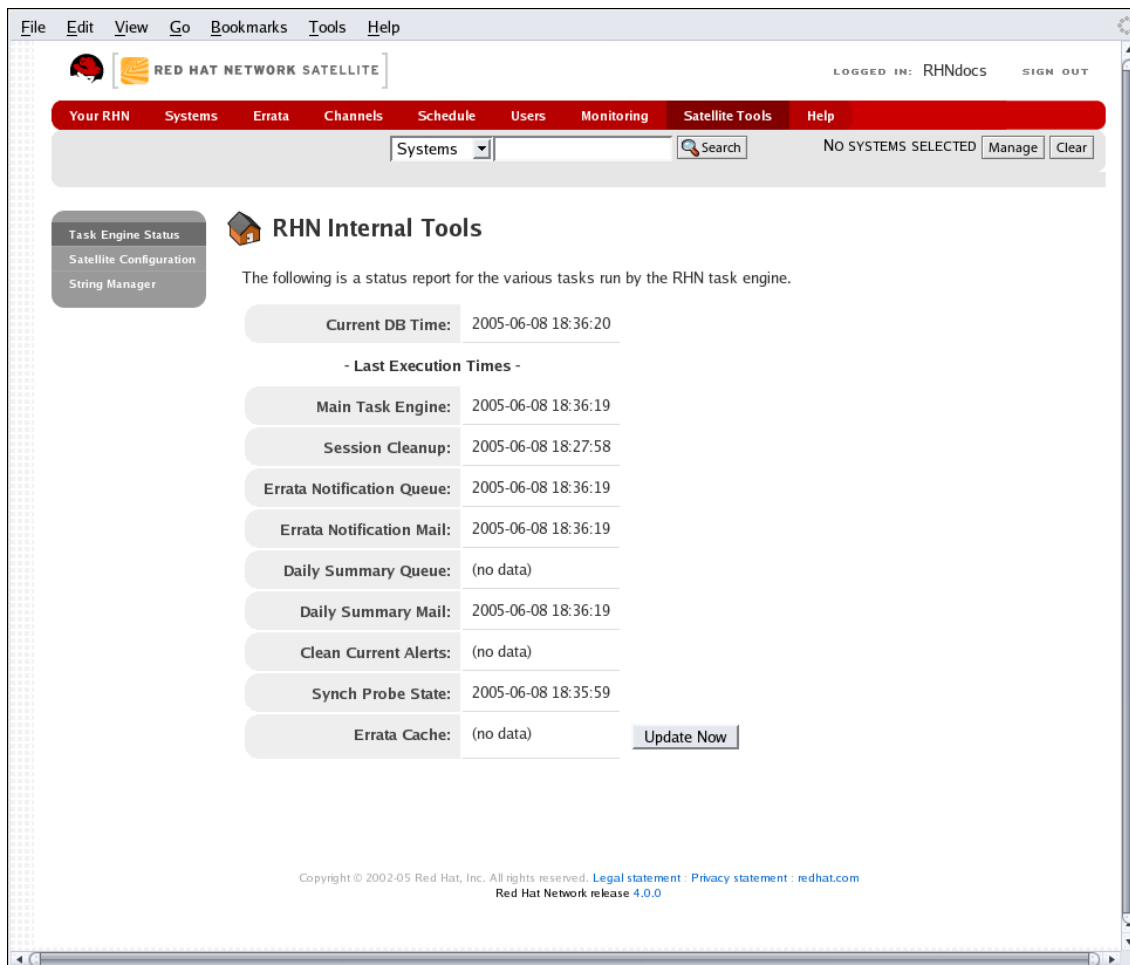 File Edit View Go Bookmarks Tools Help
RED HAT NETWORK SATELLITE
LOGGED IN: RHNdocs SIGN OUT
Your RHN Systems Errata Channels Schedule Users Monitoring Satellite Tools Help
Systems Search NO SYSTEMS SELECTED Manage Clear
Task Engine Status
Satellite Configuration
String Manager
RHN Internal Tools
The following is a status report for the various tasks run by the RHN task engine.
Current DB Time: 2005-06-08 18:36:20
- Last Execution Times -
Main Task Engine: 2005-06-08 18:36:19
Session Cleanup: 2005-06-08 18:27:58
Errata Notification Queue: 2005-06-08 18:36:19
Errata Notification Mail: 2005-06-08 18:36:19
Daily Summary Queue: (no data)
Daily Summary Mail: 2005-06-08 18:36:19
Clean Current Alerts: (no data)
Synch Probe State: 2005-06-08 18:35:59
Errata Cache: (no data) Update Now
Copyright © 2002-05 Red Hat, Inc. All rights reserved. Legal statement : Privacy statement : redhat.com
Red Hat Network release 4.0.0